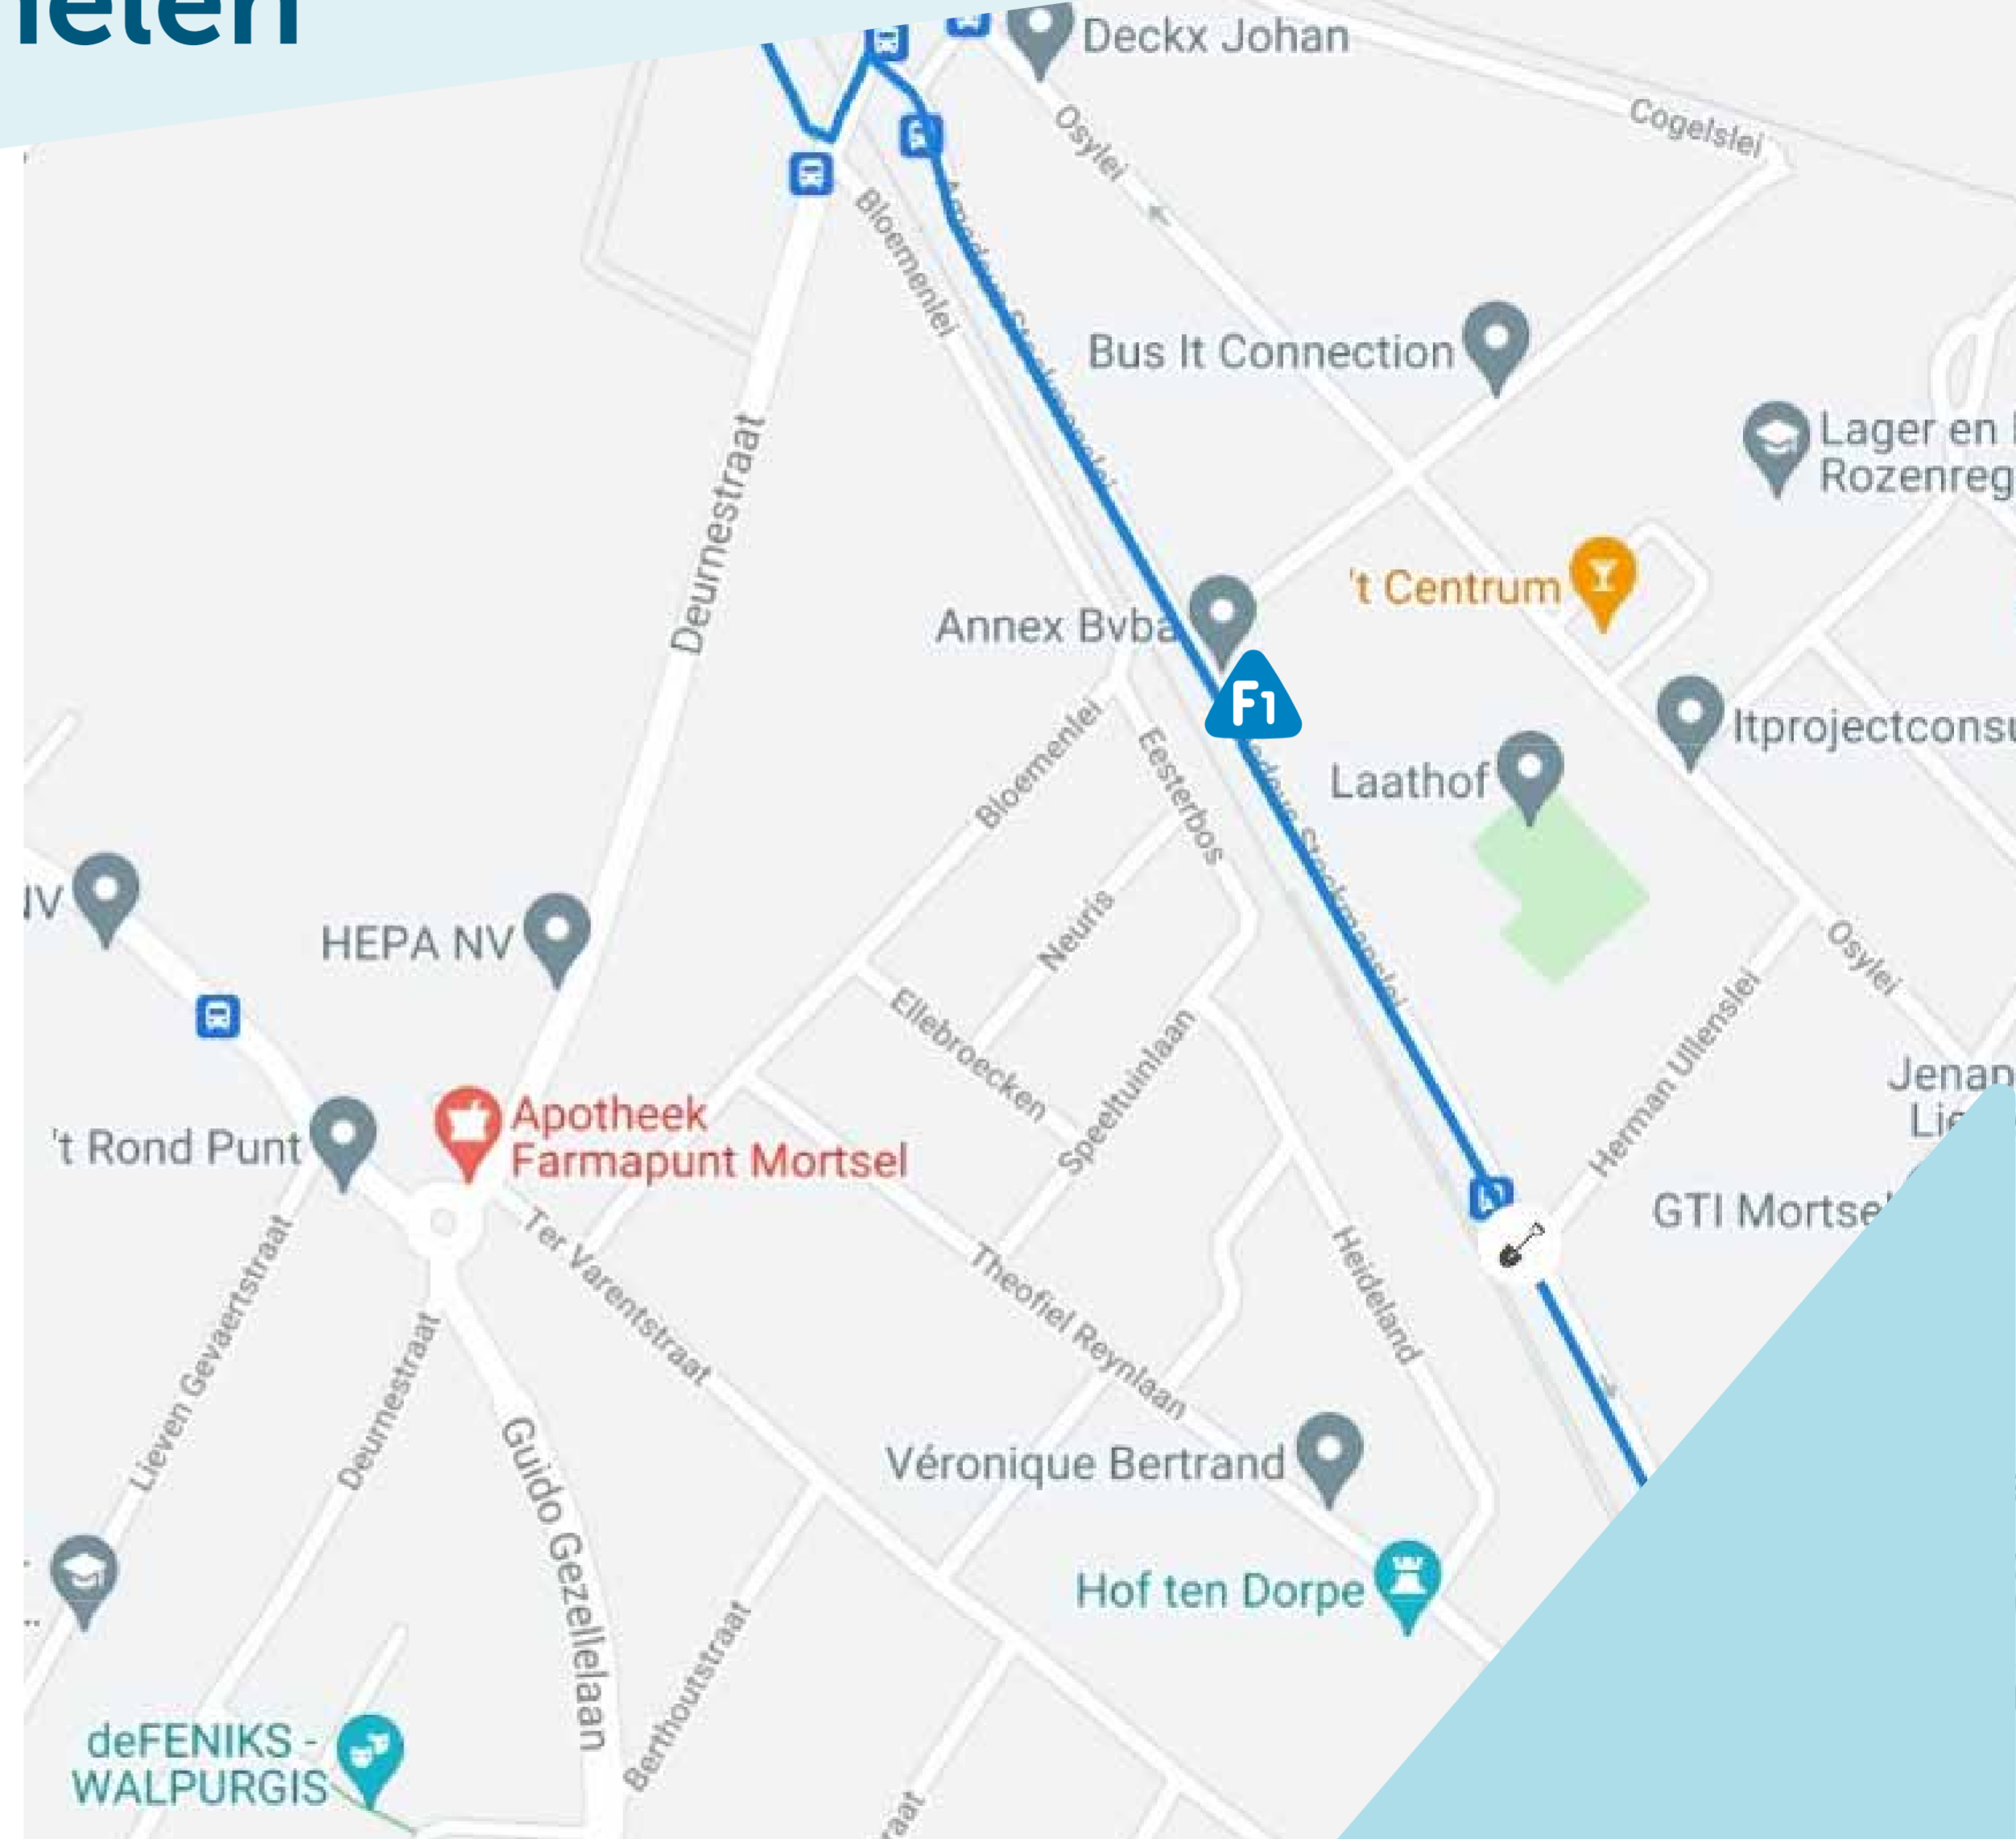 Deckx Johan
Cogelslei
Osylei
Bloemenlei
Bus It Connection
Lager en
Rozenreg
Deurnestraat
't Centrum
Annex Bvba
F1
Itprojectconsu
Laathof
Bloemenlei
Eesterbos
HEPA NV
Neuris
Osylei
Ellebroecken
Speeltuinlaan
Herman Ullenslei
Jenan
't Rond Punt
Apotheek
Farmapunt Mortsel
GTI Mortsel
Ter Varentstraat
Theofiel Reynlaan
Heideland
Lieven Gevaertstraat
Deurnestraat
Guido Gezellelaan
Véronique Bertrand
Hof ten Dorpe
Berthoutstraat
deFENIKS -
WALPURGIS